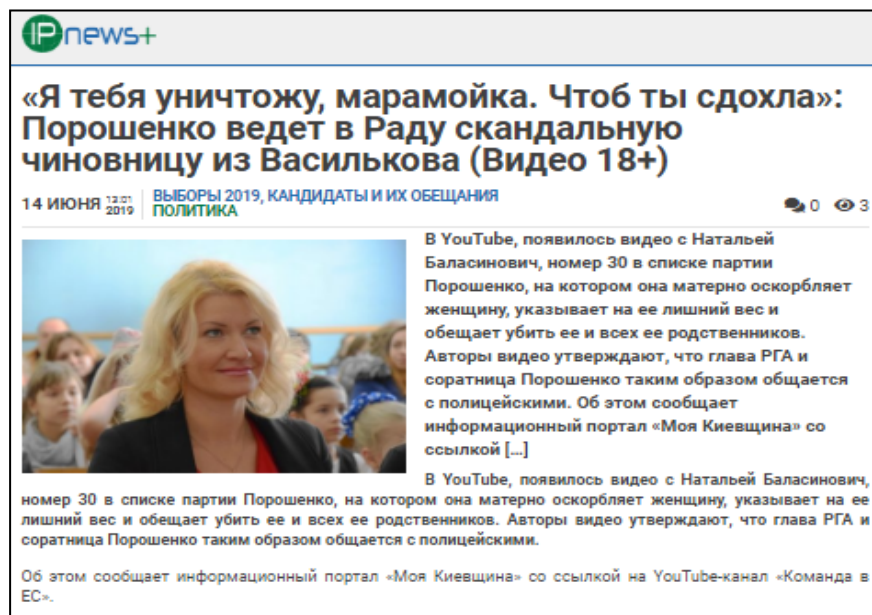 IPnews+
«Я тебя уничтожу, марамойка. Чтоб ты сдохла»:
Порошенко ведет в Раду скандальную
чиновницу из Василькова (Видео 18+)
14 ИЮНЯ 13:01 2019
ВЫБОРЫ 2019, КАНДИДАТЫ И ИХ ОБЕЩАНИЯ
ПОЛИТИКА
0 3
В YouTube, появилось видео с Натальей
Баласинович, номер 30 в списке партии
Порошенко, на котором она матерно оскорбляет
женщину, указывает на ее лишний вес и
обещает убить ее и всех ее родственников.
Авторы видео утверждают, что глава РГА и
соратница Порошенко таким образом общается
с полицейскими. Об этом сообщает
информационный портал «Моя Киевщина» со
ссылкой [...]
В YouTube, появилось видео с Натальей Баласинович,
номер 30 в списке партии Порошенко, на котором она матерно оскорбляет женщину, указывает на ее
лишний вес и обещает убить ее и всех ее родственников. Авторы видео утверждают, что глава РГА и
соратница Порошенко таким образом общается с полицейскими.
Об этом сообщает информационный портал «Моя Киевщина» со ссылкой на YouTube-канал «Команда в
ЕС».